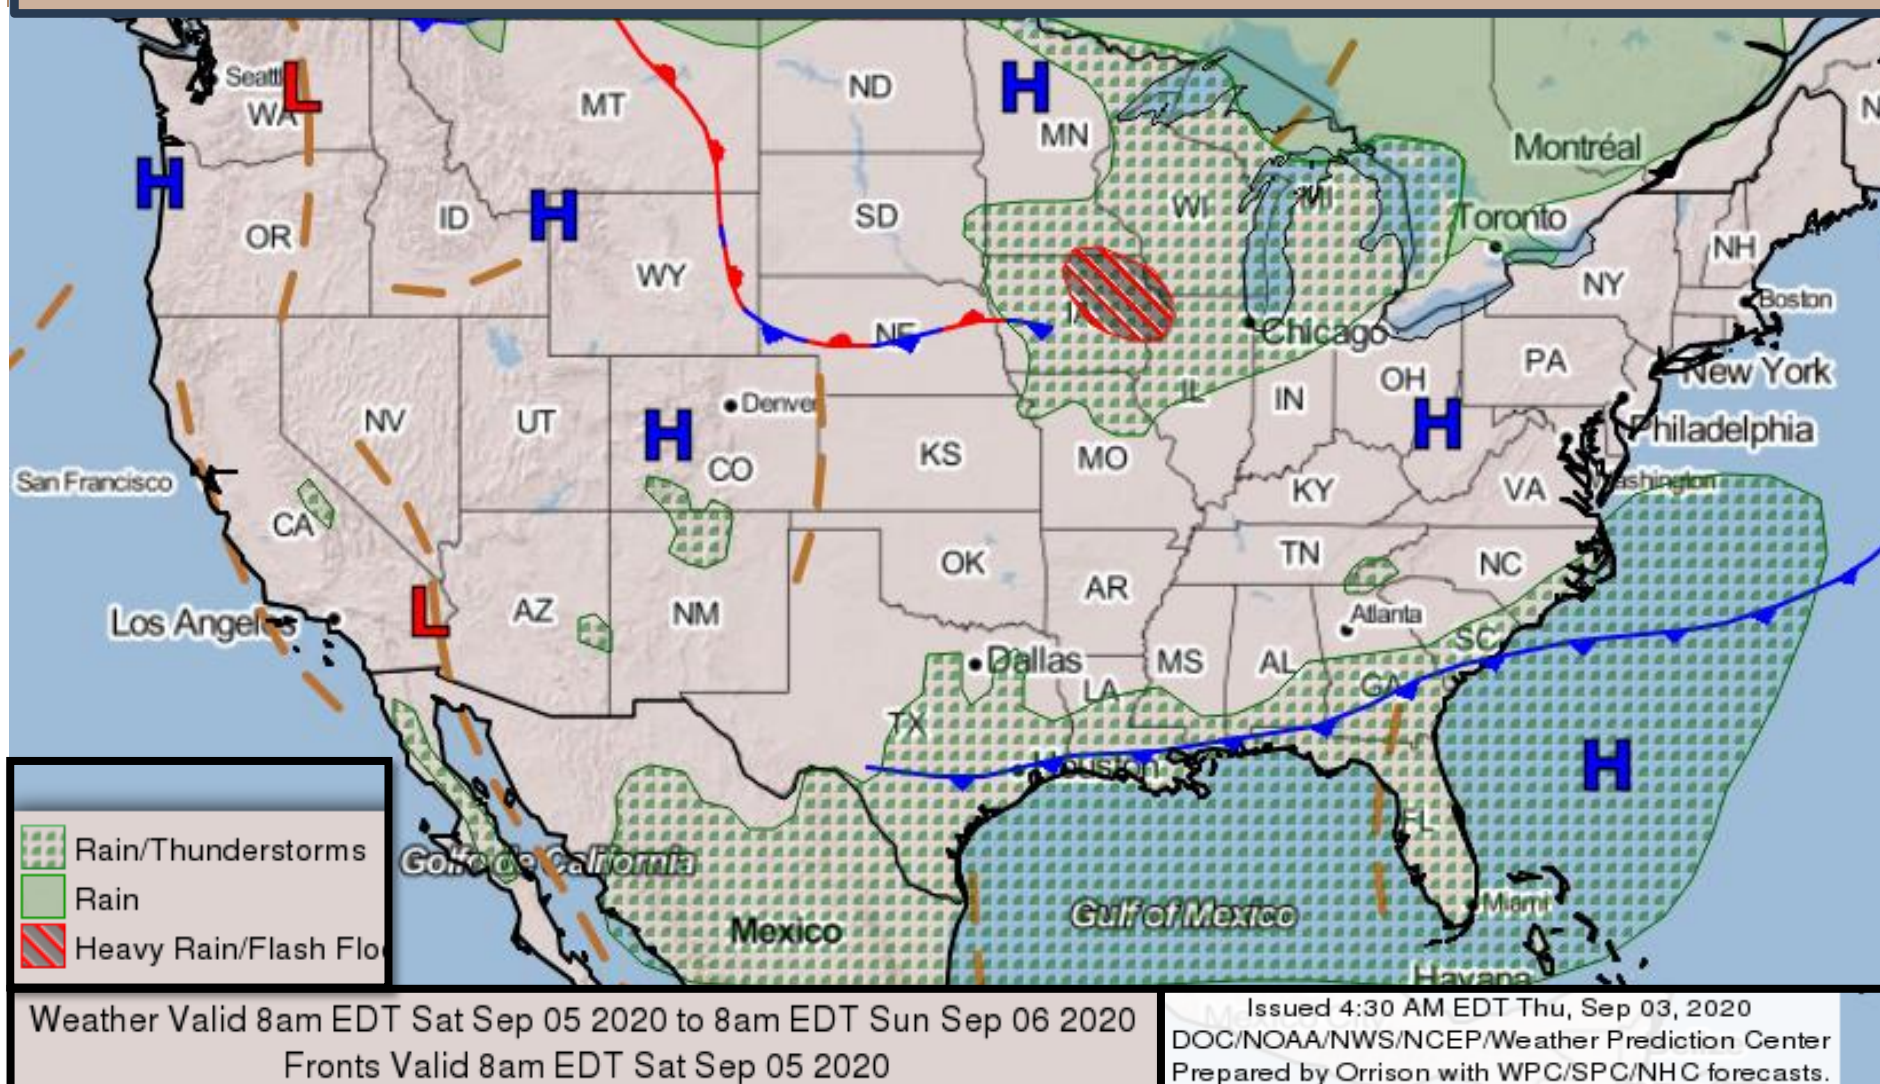 Seattl
L
WA
MT
ND
H
MN
Montréal
N
H
OR
ID
H
SD
WI
MI
Toronto
NH
WY
NY
Boston
NE
IA
Chicago
NV
UT
Denver
H
CO
KS
MO
IL
IN
OH
H
PA
New York
Philadelphia
Washington
San Francisco
CA
KY
VA
Los Angeles
L
AZ
NM
OK
AR
TN
NC
Atlanta
SC
Dallas
LA
MS
AL
GA
TX
Houston
H
FL
Rain/Thunderstorms
Rain
Heavy Rain/Flash Flo
Golfo de California
Mexico
Gulf of Mexico
Miami
Havana
Weather Valid 8am EDT Sat Sep 05 2020 to 8am EDT Sun Sep 06 2020
Fronts Valid 8am EDT Sat Sep 05 2020
Mexico City
Belize
Issued 4:30 AM EDT Thu, Sep 03, 2020
DOC/NOAA/NWS/NCEP/Weather Prediction Center
Prepared by Orrison with WPC/SPC/NHC forecasts.